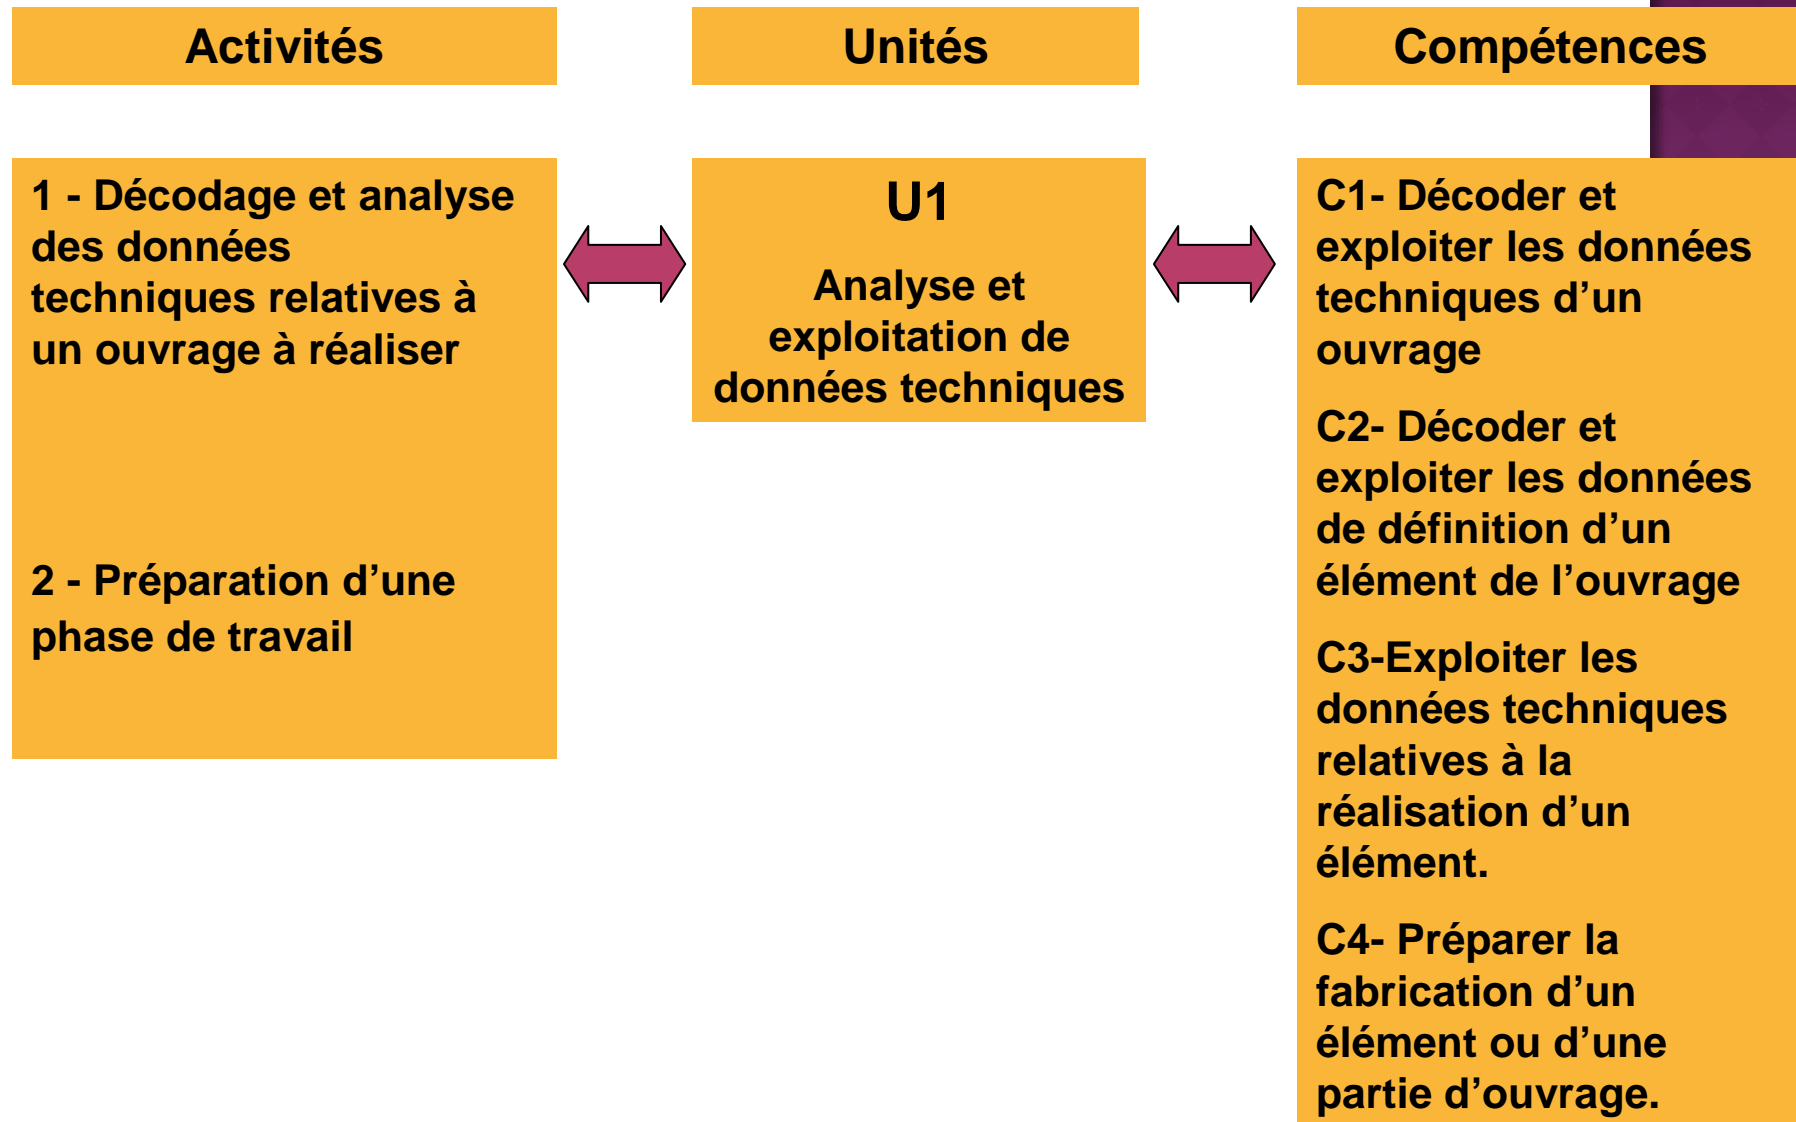 Activités
Unités
Compétences
1 - Décodage et analyse
des données
techniques relatives à
un ouvrage à réaliser
2 - Préparation d’une
phase de travail
U1
Analyse et
exploitation de
données techniques
C1- Décoder et
exploiter les données
techniques d’un
ouvrage
C2- Décoder et
exploiter les données
de définition d’un
élément de l’ouvrage
C3-Exploiter les
données techniques
relatives à la
réalisation d’un
élément.
C4- Préparer la
fabrication d’un
élément ou d’une
partie d’ouvrage.